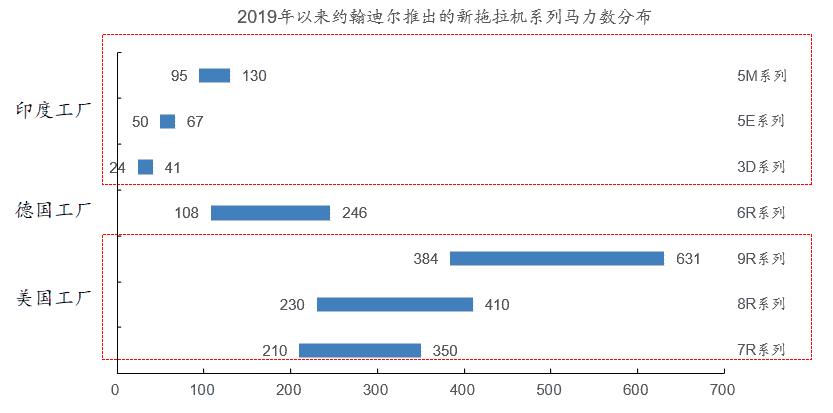 2019年以来约翰迪尔推出的新拖拉机系列马力数分布
印度工厂
95 130 5M系列
50 67 5E系列
24 41 3D系列
德国工厂
108 246 6R系列
美国工厂
384 631 9R系列
230 410 8R系列
210 350 7R系列
0 100 200 300 400 500 600 700